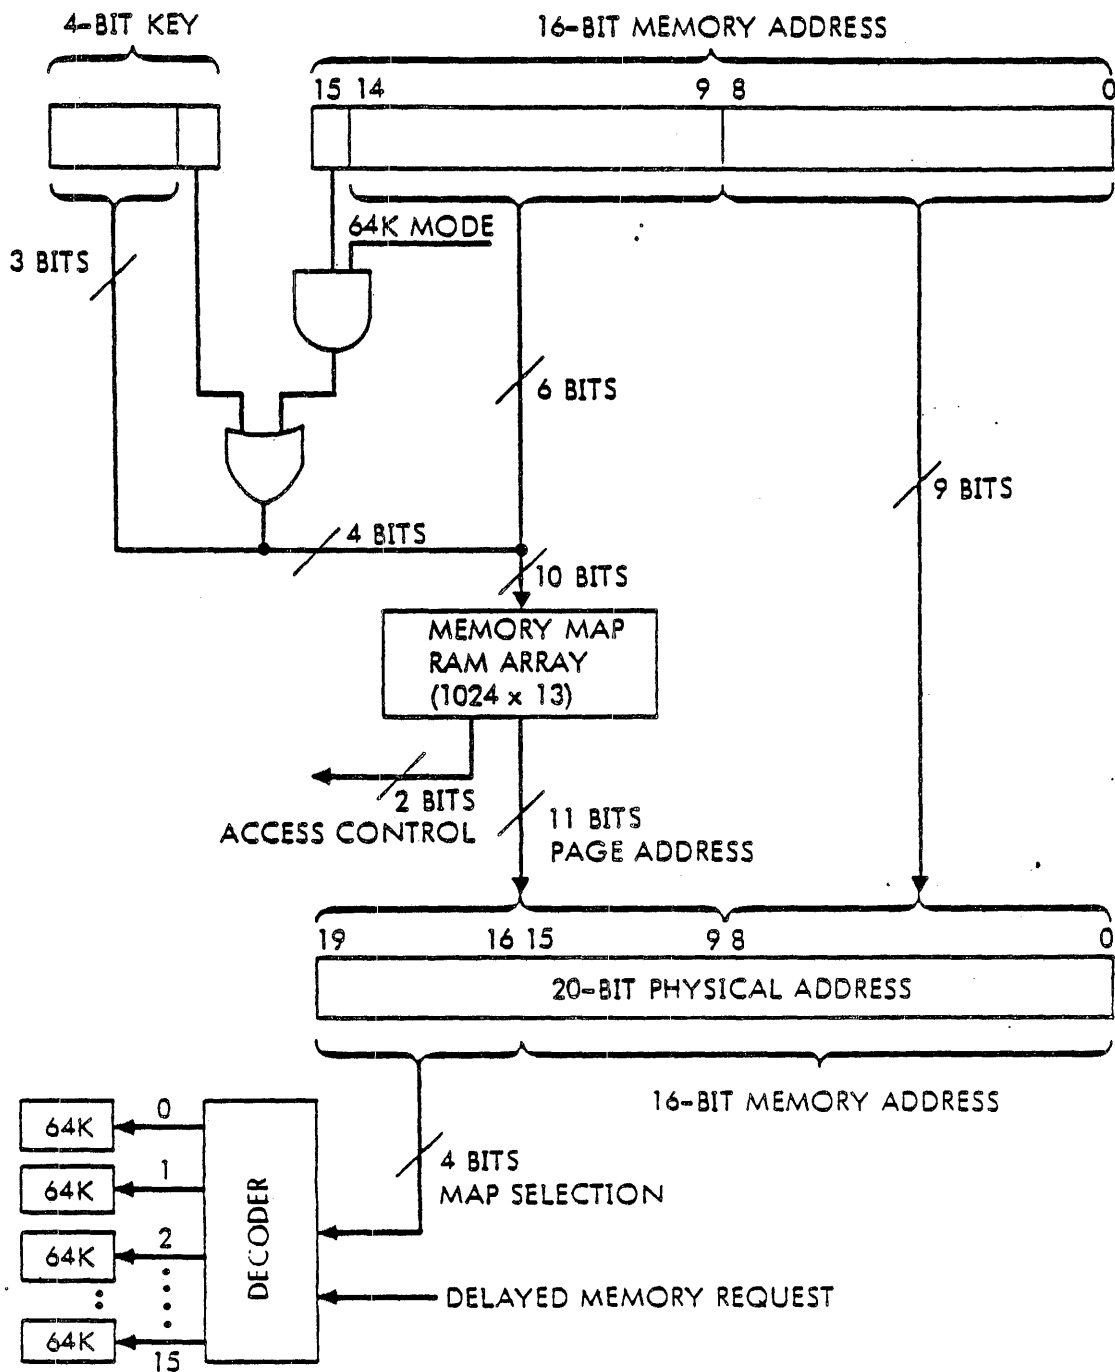 4-BIT KEY
16-BIT MEMORY ADDRESS
15 14 9 8 0
64K MODE
3 BITS
6 BITS
9 BITS
4 BITS
10 BITS
MEMORY MAP
RAM ARRAY
(1024 x 13)
2 BITS
ACCESS CONTROL
11 BITS
PAGE ADDRESS
19 16 15 9 8 0
20-BIT PHYSICAL ADDRESS
16-BIT MEMORY ADDRESS
4 BITS
MAP SELECTION
DECODER
64K 0
64K 1
64K 2
64K 15
DELAYED MEMORY REQUEST